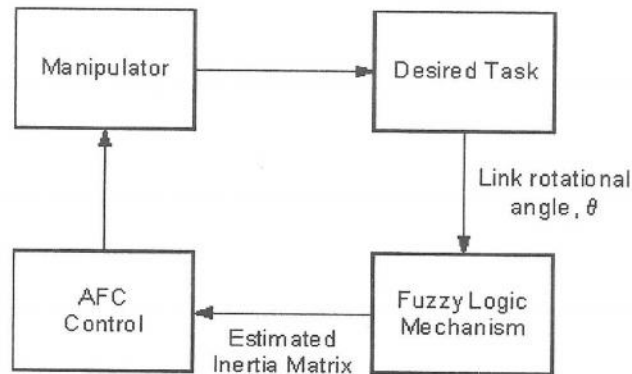 Manipulator
Desired Task
Link rotational
angle, θ
AFC
Control
Fuzzy Logic
Mechanism
Estimated
Inertia Matrix